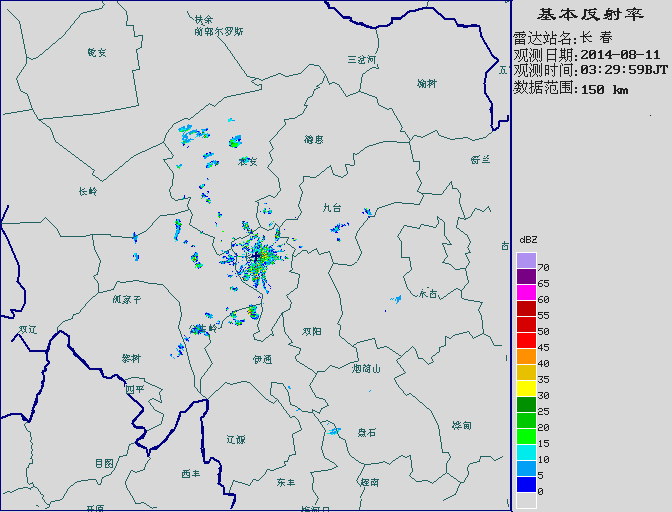 基本反射率
雷达站名:长 春
观测日期:2014-08-11
观测时间:03:29:59BJT
数据范围:150 km
扶余
前郭尔罗斯
乾安
三岔河
榆树
五
德惠
农安
舒兰
长岭
九台
吉
永吉
双辽
公主岭
双阳
梨树
伊通
烟筒山
四平
辽源
盘石
桦甸
昌图
西丰
东丰
辉南
开原
梅河口
dBZ
70
65
60
55
50
45
40
35
30
25
20
15
10
5
0